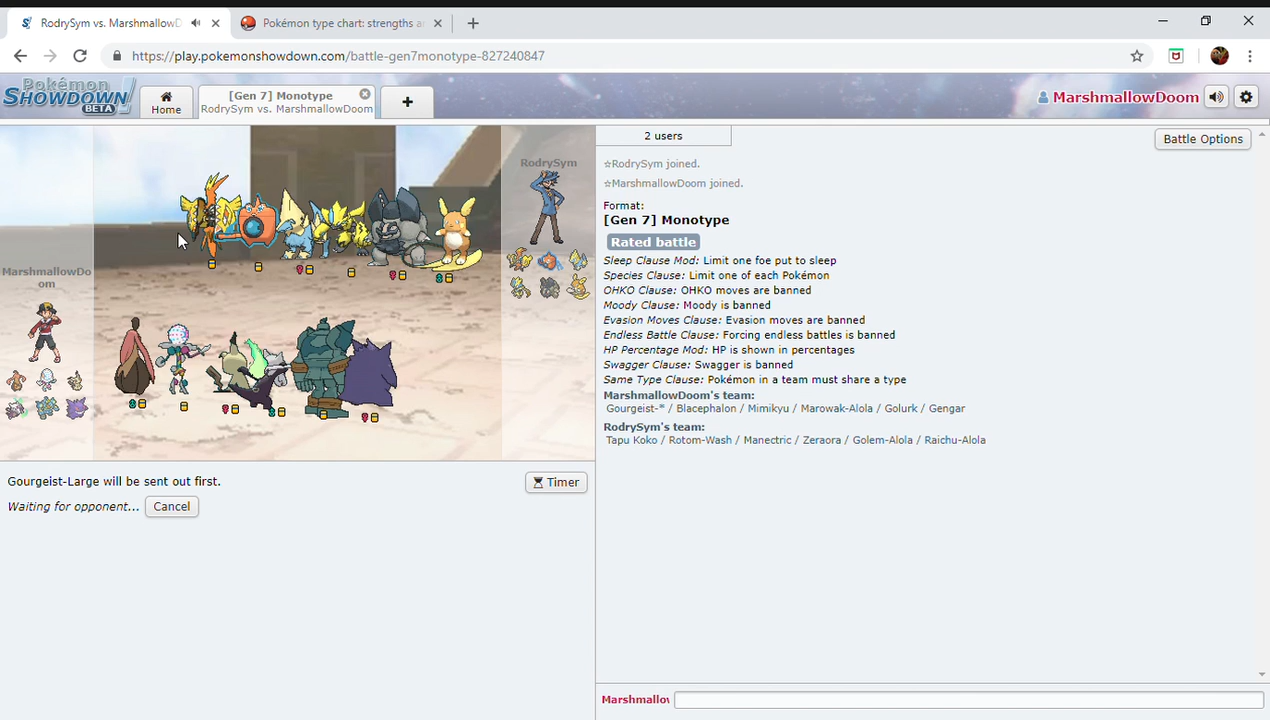 RodrySym vs. MarshmallowD
Pokémon type chart: strengths a
https://play.pokemonshowdown.com/battle-gen7monotype-827240847
Pokémon
SHOWDOWN
BETA
Home
[Gen 7] Monotype
RodrySym vs. MarshmallowDoom
MarshmallowDoom
2 users
Battle Options
☆RodrySym joined.
☆MarshmallowDoom joined.
Format:
[Gen 7] Monotype
Rated battle
Sleep Clause Mod: Limit one foe put to sleep
Species Clause: Limit one of each Pokémon
OHKO Clause: OHKO moves are banned
Moody Clause: Moody is banned
Evasion Moves Clause: Evasion moves are banned
Endless Battle Clause: Forcing endless battles is banned
HP Percentage Mod: HP is shown in percentages
Swagger Clause: Swagger is banned
Same Type Clause: Pokémon in a team must share a type
MarshmallowDoom's team:
Gourgeist-* / Blacephalon / Mimikyu / Marowak-Alola / Golurk / Gengar
RodrySym's team:
Tapu Koko / Rotom-Wash / Manectric / Zeraora / Golem-Alola / Raichu-Alola
RodrySym
MarshmallowDo
om
Gourgeist-Large will be sent out first.
Timer
Waiting for opponent...
Cancel
Marshmallow